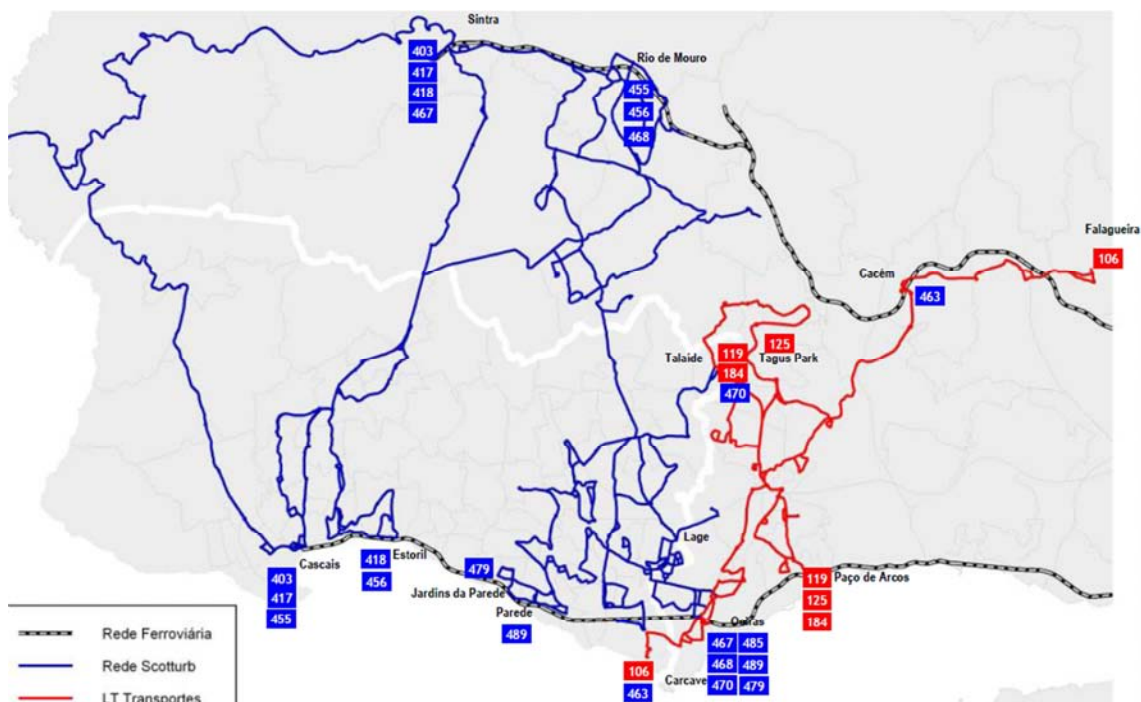 Sintra
403
417
418
467
Rio de Mouro
455
456
468
Falagueira
106
Cacém
463
Talaide
119
184
470
125
Tagus Park
Lage
Cascais
403
417
455
Estoril
418
456
479
Jardins da Parede
Parede
489
Paço de Arcos
119
125
184
Oeiras
467 485
468 489
470 479
106
463
Carcave
Rede Ferroviária
Rede Scotturb
LT Transportes